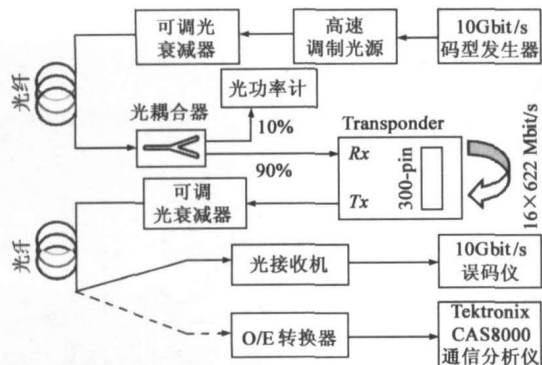 可调光
衰减器
高速
调制光源
10Gbit/s
码型发生器
光纤
光功率计
光耦合器
10%
90%
Transponder
Rx
Tx
300-pin
16×622 Mbit/s
可调
光衰减器
光纤
光接收机
10Gbit/s
误码仪
O/E转换器
Tektronix
CAS8000
通信分析仪